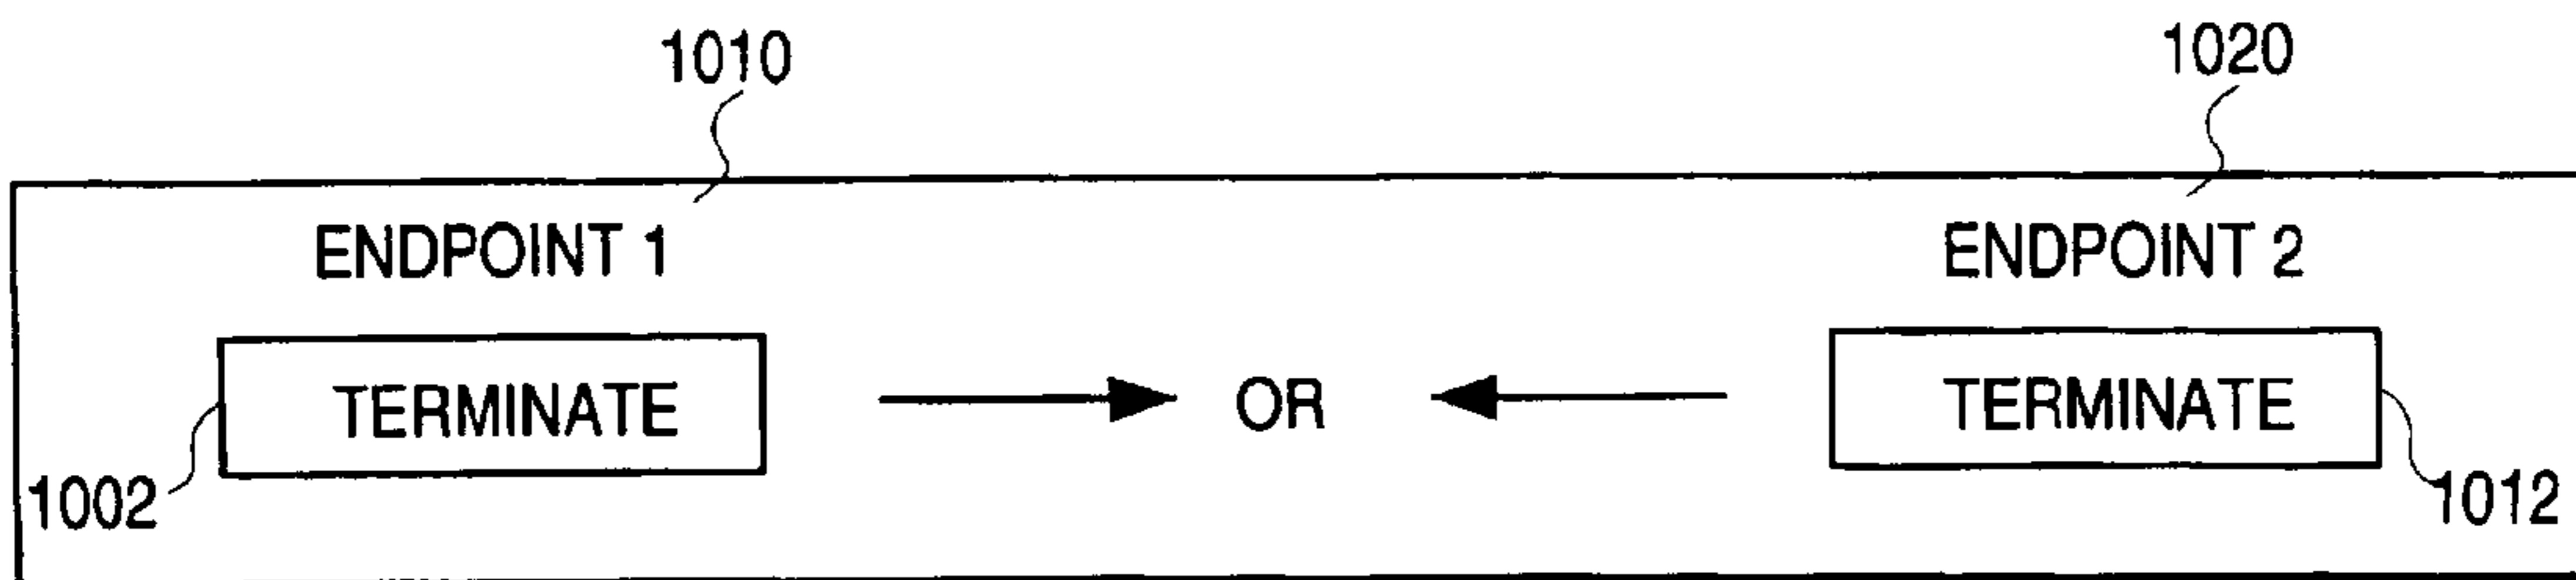 1010
1020
ENDPOINT 1
ENDPOINT 2
TERMINATE
OR
TERMINATE
1002
1012